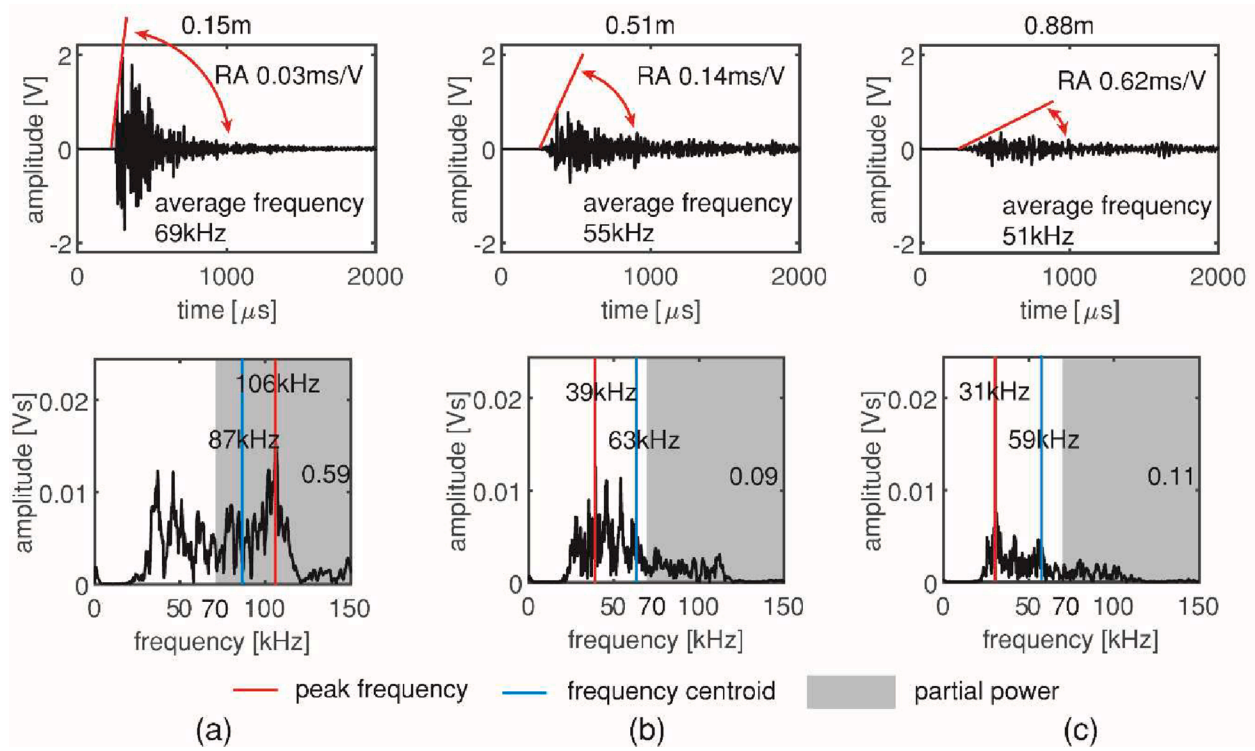 0.15m
2
RA 0.03ms/V
0
average frequency
69kHz
-2
0
1000
2000
amplitude [V]
time [μs]
0.51m
2
RA 0.14ms/V
0
average frequency
55kHz
-2
0
1000
2000
amplitude [V]
time [μs]
0.88m
2
RA 0.62ms/V
0
average frequency
51kHz
-2
0
1000
2000
amplitude [V]
time [μs]
0.02
106kHz
87kHz
0.59
0.01
0
0 50 70 100 150
amplitude [Vs]
frequency [kHz]
0.02
39kHz
63kHz
0.09
0.01
0
0 50 70 100 150
amplitude [Vs]
frequency [kHz]
0.02
31kHz
59kHz
0.11
0.01
0
0 50 70 100 150
amplitude [Vs]
frequency [kHz]
peak frequency
frequency centroid
partial power
(a)
(b)
(c)